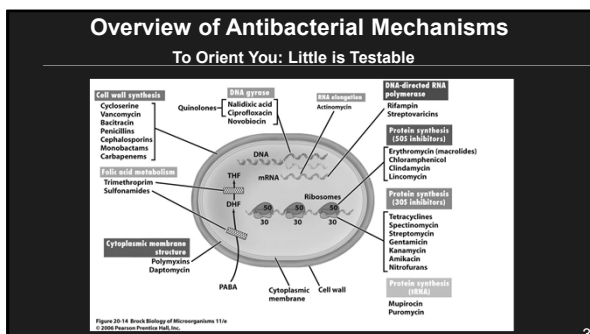 Overview of Antibacterial Mechanisms
To Orient You: Little is Testable
Cell wall synthesis
Cycloserine
Vancomycin
Bacitracin
Penicillins
Cephalosporins
Monobactams
Carbapenems
DNA gyrase
Quinolones
Nalidixic acid
Ciprofloxacin
Novobiocin
RNA elongation
Actinomycin
DNA-directed RNA
polymerase
Rifampin
Streptovaricins
Protein synthesis
(50S inhibitors)
Erythromycin (macrolides)
Chloramphenicol
Clindamycin
Lincomycin
Folic acid metabolism
Trimethoprim
Sulfonamides
DNA
THF
mRNA
DHF
Ribosomes
50
50
50
30
30
30
Protein synthesis
(30S inhibitors)
Tetracyclines
Spectinomycin
Streptomycin
Gentamicin
Kanamycin
Amikacin
Nitrofurans
Cytoplasmic membrane
structure
Polymyxins
Daptomycin
PABA
Cytoplasmic
membrane
Cell wall
Protein synthesis
(tRNA)
Mupirocin
Puromycin
Figure 20-14 Brock Biology of Microorganisms 11/e
© 2006 Pearson Prentice Hall, Inc.
3